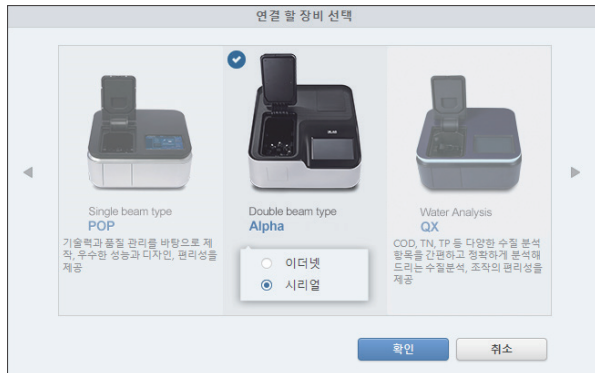 연결 할 장비 선택
Single beam type
POP
기술력과 품질 관리를 바탕으로 제
작, 우수한 성능과 디자인, 편리성을
제공
Double beam type
Alpha
이더넷
시리얼
Water Analysis
QX
COD, TN, TP 등 다양한 수질 분석
항목을 간편하고 정확하게 분석해
드리는 수질분석, 조작의 편리성을
제공
확인
취소